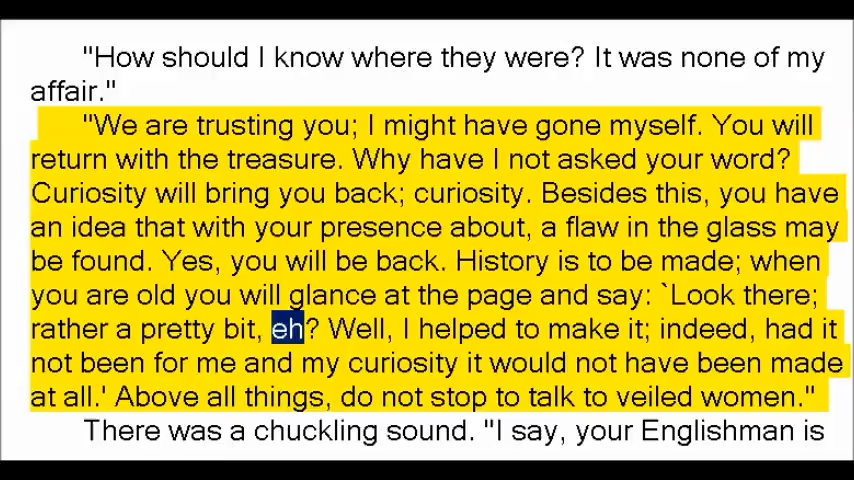 "How should I know where they were? It was none of my
affair."
"We are trusting you; I might have gone myself. You will
return with the treasure. Why have I not asked your word?
Curiosity will bring you back; curiosity. Besides this, you have
an idea that with your presence about, a flaw in the glass may
be found. Yes, you will be back. History is to be made; when
you are old you will glance at the page and say: `Look there;
rather a pretty bit, eh? Well, I helped to make it; indeed, had it
not been for me and my curiosity it would not have been made
at all.' Above all things, do not stop to talk to veiled women."
There was a chuckling sound. "I say, your Englishman is